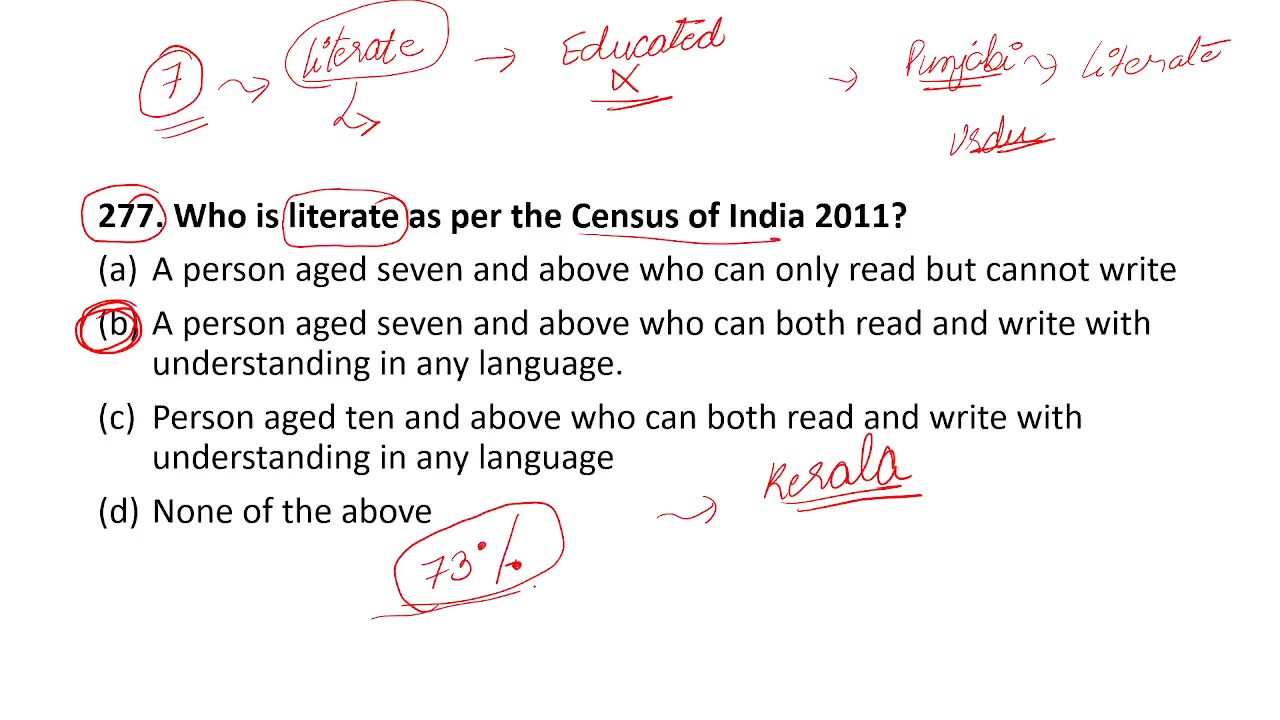 7 literate → Educated → Punjabi literate
Urdu
277. Who is literate as per the Census of India 2011?
(a) A person aged seven and above who can only read but cannot write
(b) A person aged seven and above who can both read and write with
understanding in any language.
(c) Person aged ten and above who can both read and write with
understanding in any language
Kerala
(d) None of the above
73%